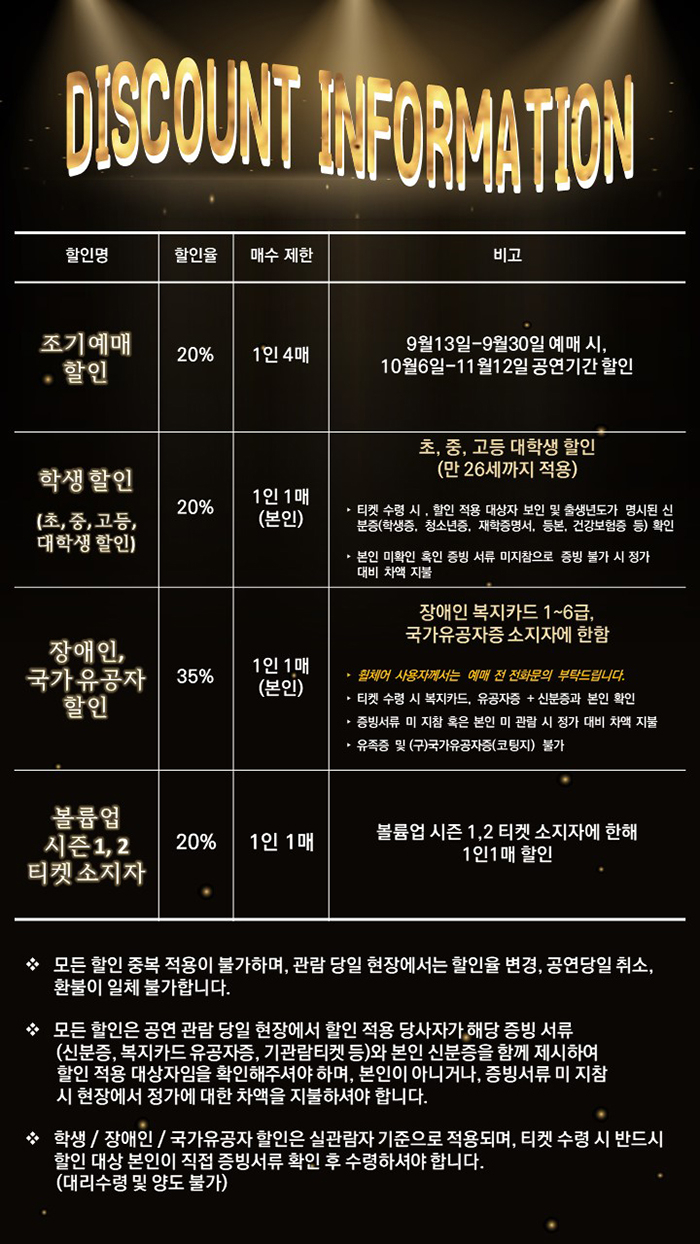 DISCOUNT INFORMATION
할인명 할인율 매수 제한 비고
조기예매
할인
20%
1인 4매
9월13일-9월30일 예매 시,
10월6일-11월12일 공연기간 할인
학생 할인
(초, 중, 고등,
대학생 할인)
20%
1인 1매
(본인)
초, 중, 고등 대학생 할인
(만 26세까지 적용)
‣ 티켓 수령 시 , 할인 적용 대상자 보인 및 출생년도가 명시된 신
분증(학생증, 청소년증, 재학증명서, 등본, 건강보험증 등) 확인
‣ 본인 미확인 혹인 증빙 서류 미지참으로 증빙 불가 시 정가
대비 차액 지불
장애인,
국가 유공자
할인
35%
1인 1매
(본인)
장애인 복지카드 1~6급,
국가유공자증 소지자에 한함
‣ 휠체어 사용자께서는 예매 전 전화문의 부탁드립니다.
‣ 티켓 수령 시 복지카드, 유공자증 + 신분증과 본인 확인
‣ 증빙서류 미 지참 혹은 본인 미 관람 시 정가 대비 차액 지불
‣ 유족증 및 (구)국가유공자증(코팅지) 불가
볼륨업
시즌 1, 2
티켓 소지자
20%
1인 1매
볼륨업 시즌 1,2 티켓 소지자에 한해
1인1매 할인
❖ 모든 할인 중복 적용이 불가하며, 관람 당일 현장에서는 할인율 변경, 공연당일 취소,
환불이 일체 불가합니다.
❖ 모든 할인은 공연 관람 당일 현장에서 할인 적용 당사자가 해당 증빙 서류
(신분증, 복지카드 유공자증, 기관람티켓 등)와 본인 신분증을 함께 제시하여
할인 적용 대상자임을 확인해주셔야 하며, 본인이 아니거나, 증빙서류 미 지참
시 현장에서 정가에 대한 차액을 지불하셔야 합니다.
❖ 학생 / 장애인 / 국가유공자 할인은 실관람자 기준으로 적용되며, 티켓 수령 시 반드시
할인 대상 본인이 직접 증빙서류 확인 후 수령하셔야 합니다.
(대리수령 및 양도 불가)